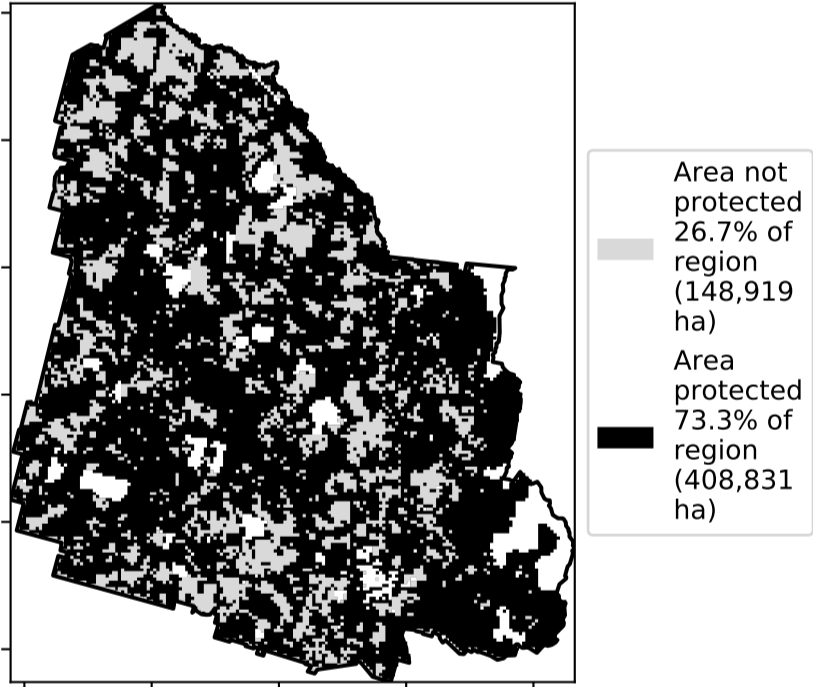 Area not
protected
26.7% of
region
(148,919
ha)
Area
protected
73.3% of
region
(408,831
ha)